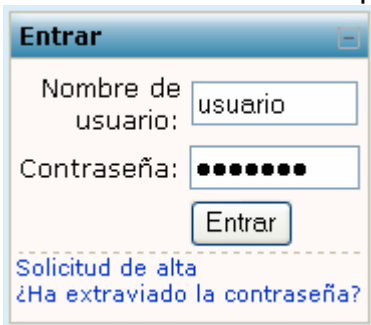 Entrar
Nombre de
usuario:
usuario
Contraseña:
●●●●●●●
Entrar
Solicitud de alta
¿Ha extraviado la contraseña?